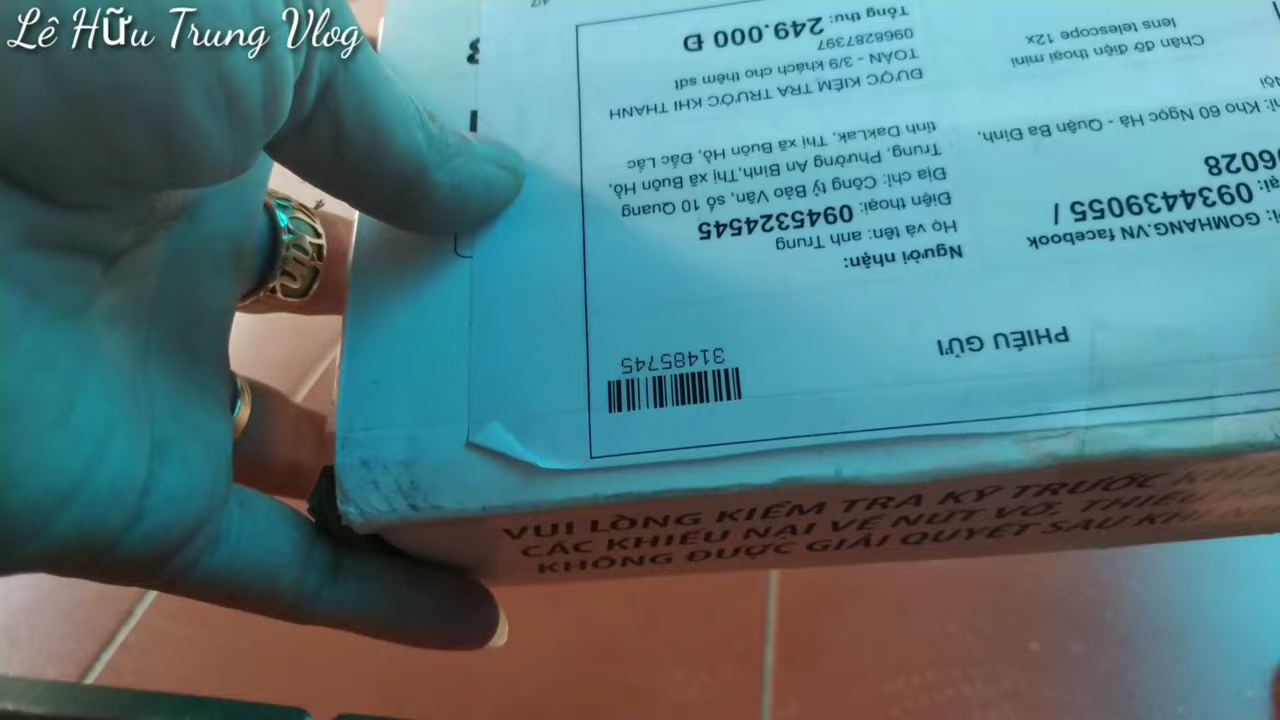 Lê Hữu Trung Vlog
PHIẾU GỬI
31485745
GOMHANG.VN facebook
0934439055 /
6028
Kho 60 Ngọc Hà - Quận Ba Đình,
Nội
Người nhận:
Họ và tên: anh Trung
Điện thoại: 0945324545
Địa chỉ: Công ty Bảo Vân, số 10 Quang
Trung, Phường An Bình,Thị xã Buôn Hồ,
tỉnh DakLak, Thị xã Buôn Hồ, Đắc Lắc
Chân đỡ điện thoại mini
lens telescope 12x
ĐƯỢC KIỂM TRA TRƯỚC KHI THANH
TOÁN - 3/9 khách cho thêm sdt
0968287397
Tổng thu: 249.000 Đ
VUI LÒNG KIỂM TRA KỸ TRƯỚC KHI
CÁC KHIẾU NẠI VỀ NỨT VỠ, THIẾU
KHÔNG ĐƯỢC GIẢI QUYẾT SAU KHI